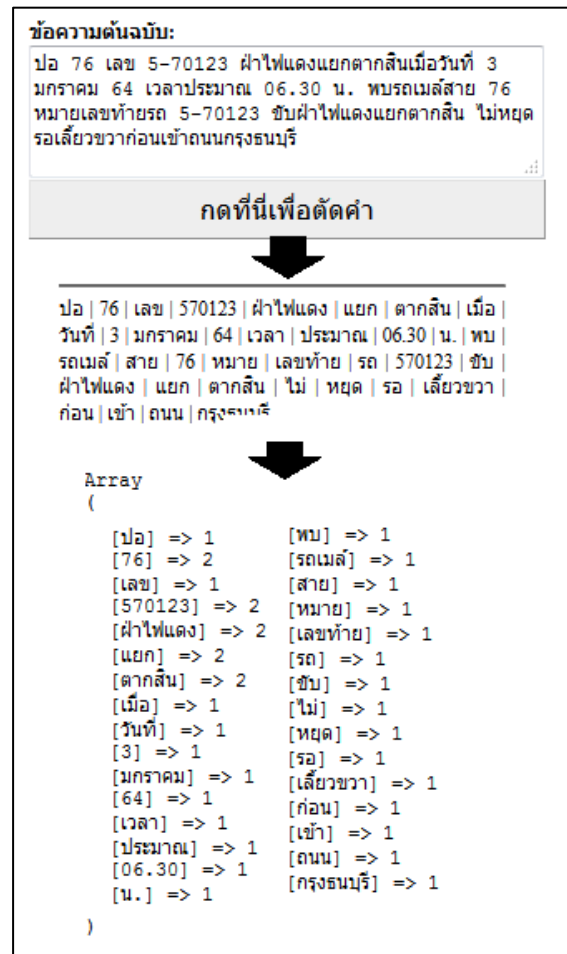 ข้อความต้นฉบับ:
ปอ 76 เลข 5-70123 ฝ่าไฟแดงแยกตากสินเมื่อวันที่ 3
มกราคม 64 เวลาประมาณ 06.30 น. พบรถเมล์สาย 76
หมายเลขท้ายรถ 5-70123 ขับฝ่าไฟแดงแยกตากสิน ไม่หยุด
รอเลี้ยวขวาก่อนเข้าถนนกรุงธนบุรี
กดที่นี่เพื่อตัดคำ
ปอ | 76 | เลข | 570123 | ฝ่าไฟแดง | แยก | ตากสิน | เมื่อ |
วันที่ | 3 | มกราคม | 64 | เวลา | ประมาณ | 06.30 | น. | พบ |
รถเมล์ | สาย | 76 | หมาย | เลขท้าย | รถ | 570123 | ขับ |
ฝ่าไฟแดง | แยก | ตากสิน | ไม่ | หยุด | รอ | เลี้ยวขวา |
ก่อน | เข้า | ถนน | กรุงธนบุรี
Array
(
[ปอ] => 1
[76] => 2
[เลข] => 1
[570123] => 2
[ฝ่าไฟแดง] => 2
[แยก] => 2
[ตากสิน] => 2
[เมื่อ] => 1
[วันที่] => 1
[3] => 1
[มกราคม] => 1
[64] => 1
[เวลา] => 1
[ประมาณ] => 1
[06.30] => 1
[น.] => 1
[พบ] => 1
[รถเมล์] => 1
[สาย] => 1
[หมาย] => 1
[เลขท้าย] => 1
[รถ] => 1
[ขับ] => 1
[ไม่] => 1
[หยุด] => 1
[รอ] => 1
[เลี้ยวขวา] => 1
[ก่อน] => 1
[เข้า] => 1
[ถนน] => 1
[กรุงธนบุรี] => 1
)